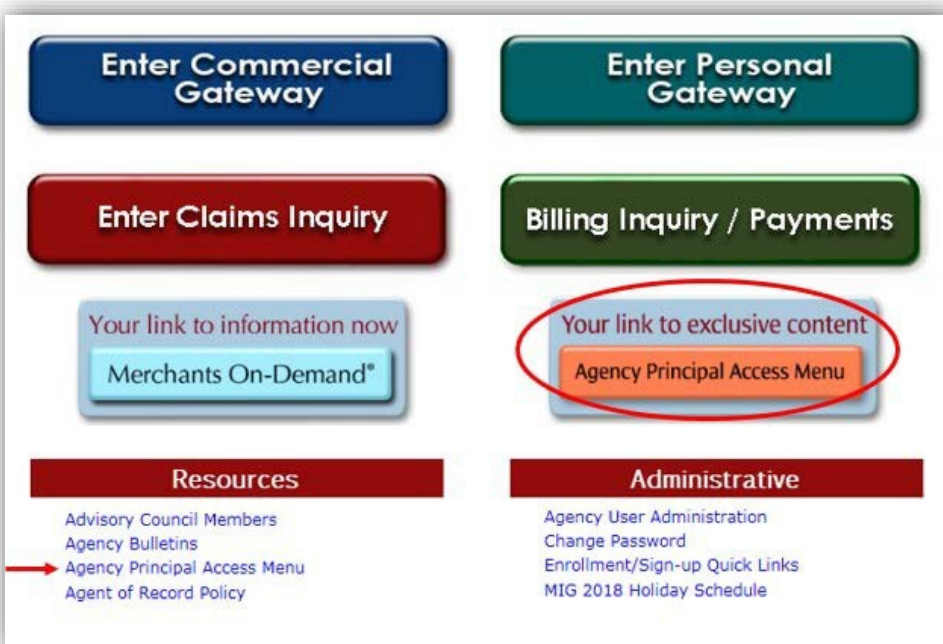 Enter Commercial
Gateway
Enter Personal
Gateway
Enter Claims Inquiry
Billing Inquiry / Payments
Your link to information now
Merchants On-Demand®
Your link to exclusive content
Agency Principal Access Menu
Resources
Advisory Council Members
Agency Bulletins
Agency Principal Access Menu
Agent of Record Policy
Administrative
Agency User Administration
Change Password
Enrollment/Sign-up Quick Links
MIG 2018 Holiday Schedule